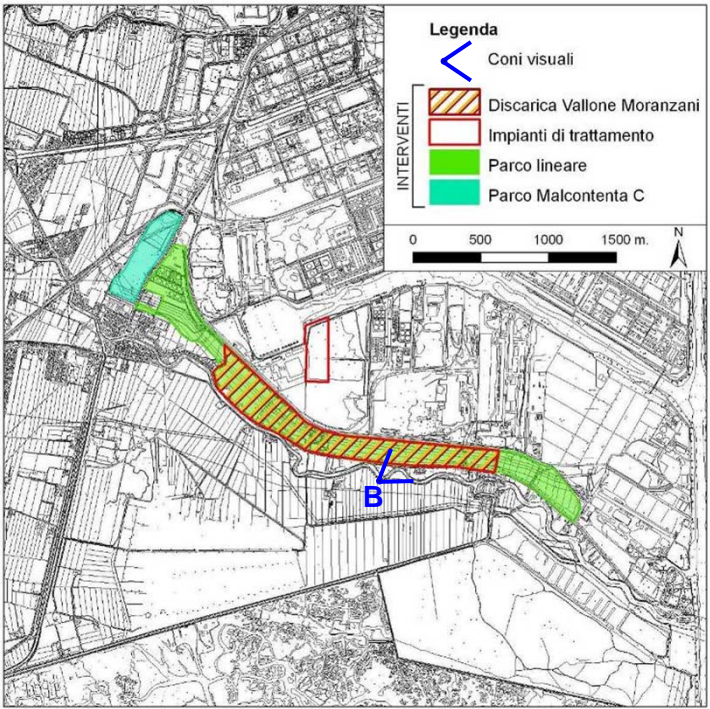 Legenda
Coni visuali
INTERVENTI
Discarica Vallone Moranzani
Impianti di trattamento
Parco lineare
Parco Malcontenta C
0 500 1000 1500 m.
N
B